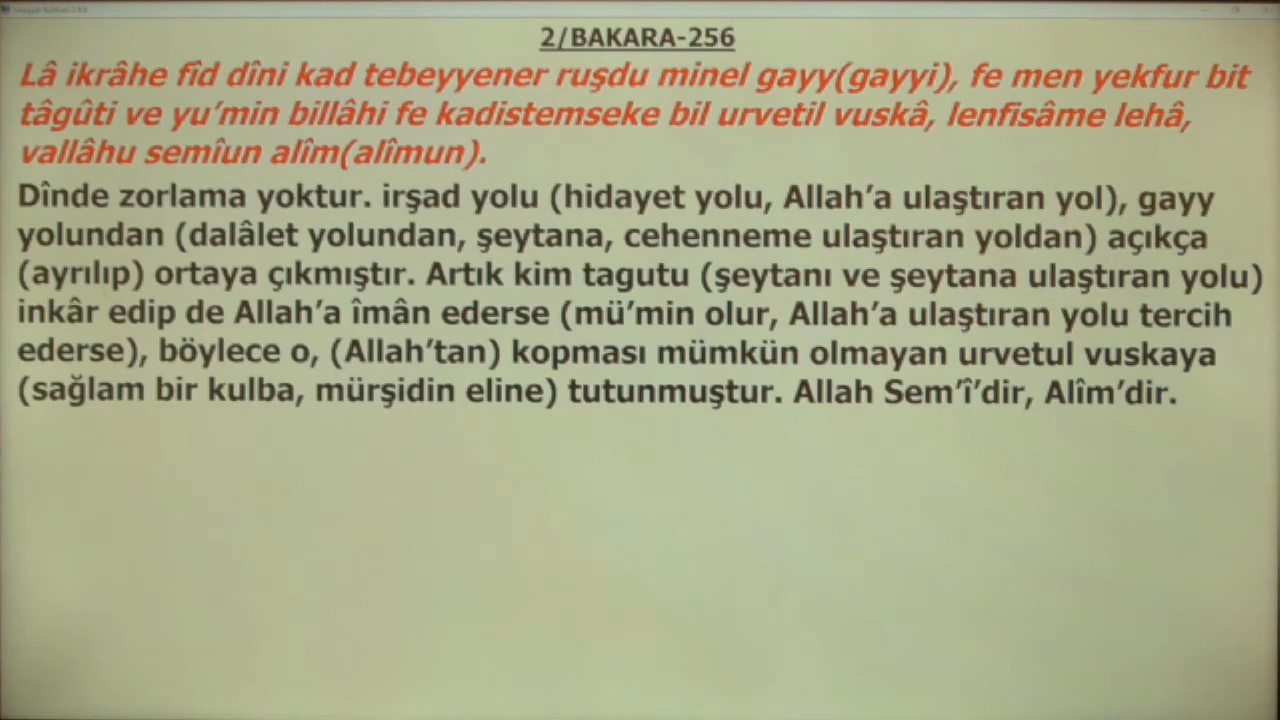 2/BAKARA-256
Lâ ikrâhe fîd dîni kad tebeyyener ruşdu minel gayy(gayyi), fe men yekfur bit
tâgûti ve yu’min billâhi fe kadistemseke bil urvetil vuskâ, lenfisâme lehâ,
vallâhu semîun alîm(alîmun).
Dînde zorlama yoktur. irşad yolu (hidayet yolu, Allah’a ulaştıran yol), gayy
yolundan (dalâlet yolundan, şeytana, cehenneme ulaştıran yoldan) açıkça
(ayrılıp) ortaya çıkmıştır. Artık kim tagutu (şeytanı ve şeytana ulaştıran yolu)
inkâr edip de Allah’a îmân ederse (mü’min olur, Allah’a ulaştıran yolu tercih
ederse), böylece o, (Allah’tan) kopması mümkün olmayan urvetul vuskaya
(sağlam bir kulba, mürşidin eline) tutunmuştur. Allah Sem’î’dir, Alîm’dir.